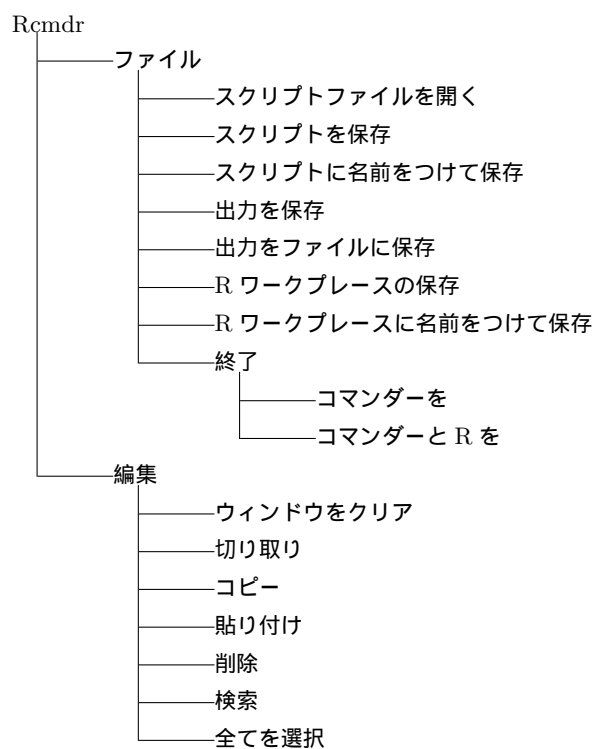 Rcmdr
ファイル
スクリプトファイルを開く
スクリプトを保存
スクリプトに名前をつけて保存
出力を保存
出力をファイルに保存
R ワークプレースの保存
R ワークプレースに名前をつけて保存
終了
コマンダーを
コマンダーと R を
編集
ウィンドウをクリア
切り取り
コピー
貼り付け
削除
検索
全てを選択